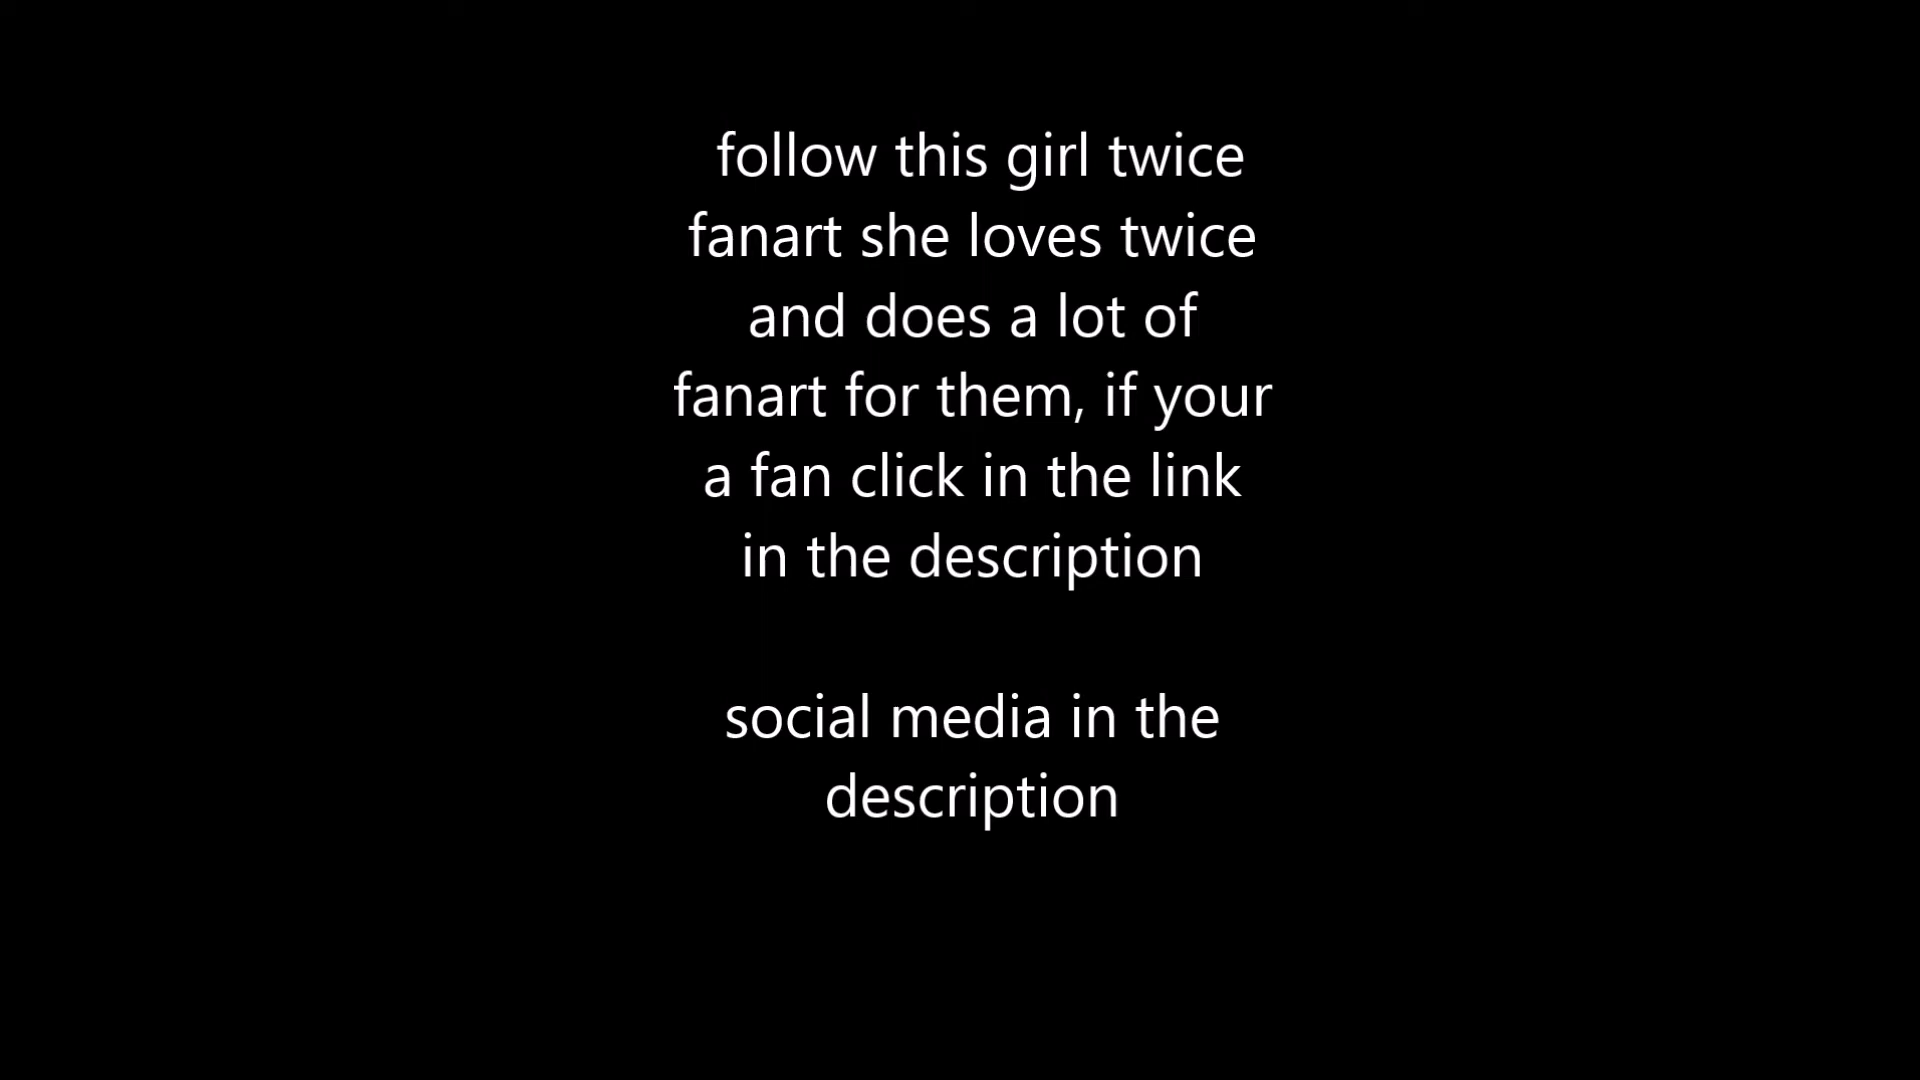 follow this girl twice
fanart she loves twice
and does a lot of
fanart for them, if your
a fan click in the link
in the description
social media in the
description